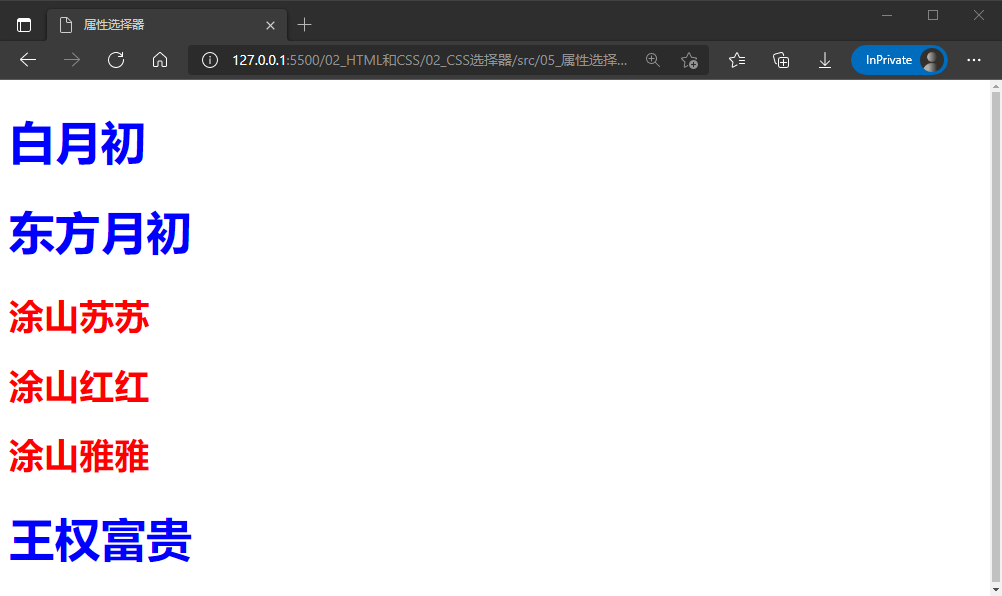 属性选择器
127.0.0.1:5500/02_HTML和CSS/02_CSS选择器/src/05_属性选择...
InPrivate
白月初
东方月初
涂山苏苏
涂山红红
涂山雅雅
王权富贵